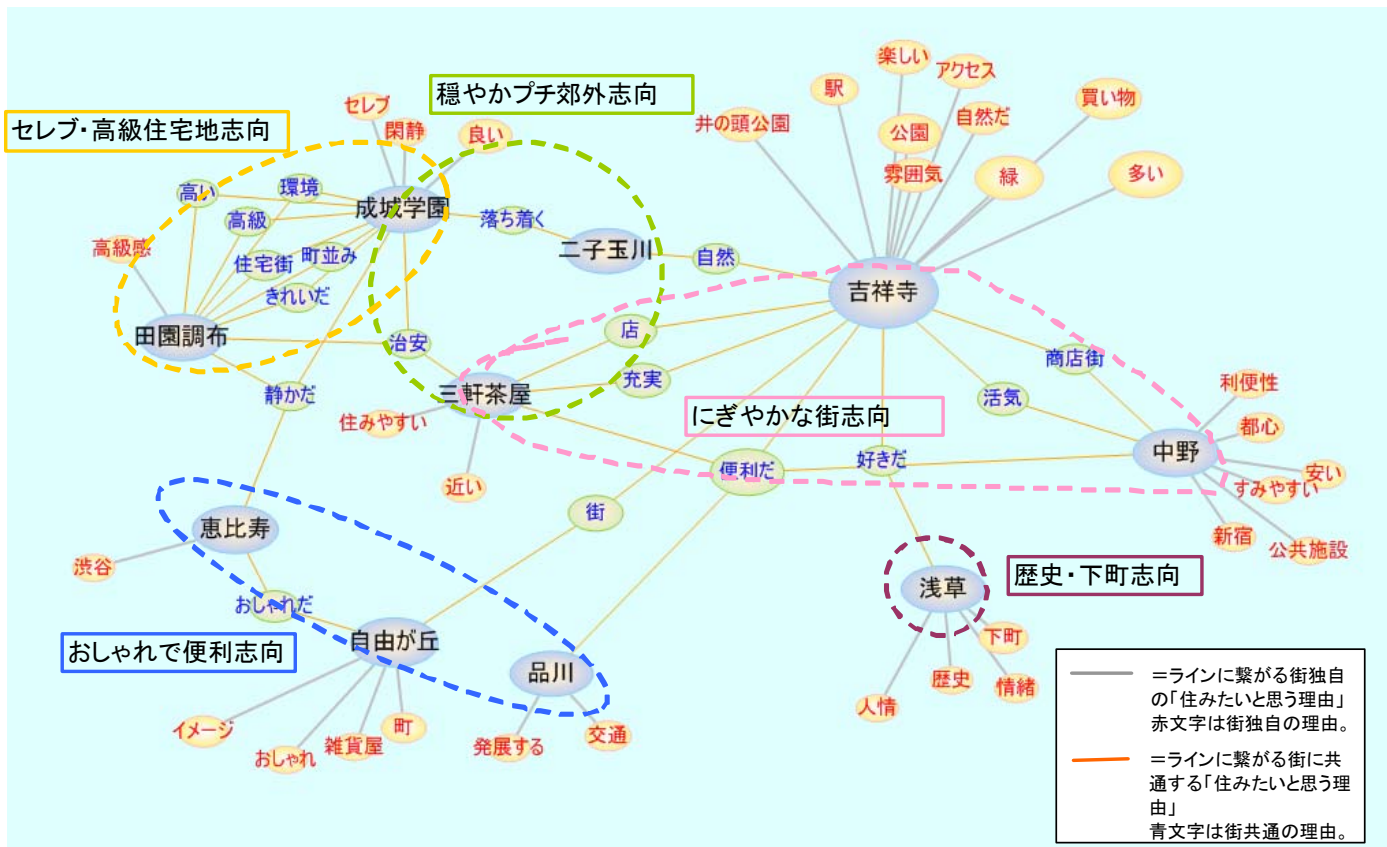 楽しい
アクセス
駅
買い物
穏やかプチ郊外志向
セレブ
井の頭公園
公園
自然だ
セレブ・高級住宅地志向
閑静
良い
雰囲気
緑
多い
高い
環境
成城学園
高級
落ち着く
高級感
住宅街
町並み
二子玉川
自然
きれいだ
吉祥寺
田園調布
治安
店
商店街
静かだ
三軒茶屋
充実
活気
利便性
住みやすい
にぎやかな街志向
都心
中野
近い
便利だ
好きだ
安い
すみやすい
恵比寿
街
新宿
公共施設
渋谷
歴史・下町志向
浅草
おしゃれだ
自由が丘
おしゃれで便利志向
品川
下町
歴史
情緒
人情
イメージ
町
おしゃれ
雑貨屋
発展する
交通
=ラインに繋がる街独自
の「住みたいと思う理由」
赤文字は街独自の理由。
=ラインに繋がる街に共
通する「住みたいと思う理
由」
青文字は街共通の理由。